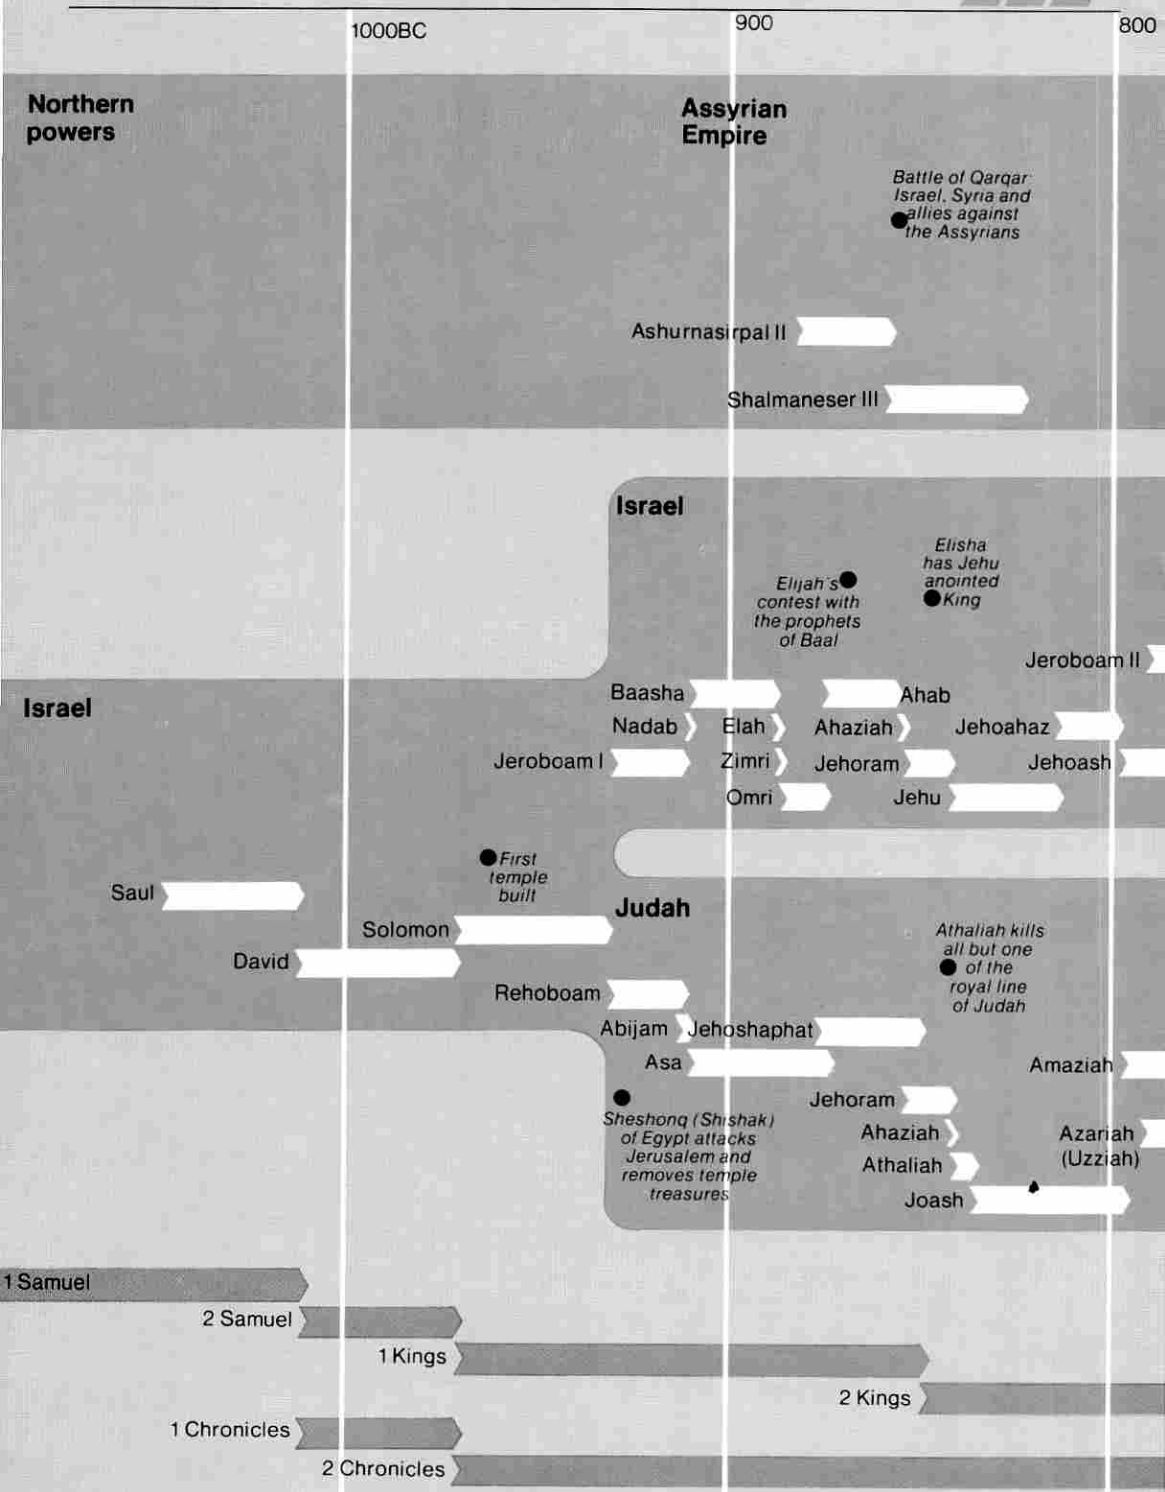 1000BC
900
800
Northern
powers
Assyrian
Empire
Battle of Qarqar
Israel, Syria and
allies against
the Assyrians
Ashurnasirpal II
Shalmaneser III
Israel
Elijah's
contest with
the prophets
of Baal
Elisha
has Jehu
anointed
King
Jeroboam II
Israel
Baasha
Ahab
Nadab
Elah
Ahaziah
Jehoahaz
Jeroboam I
Zimri
Jehoram
Jehoash
Omri
Jehu
First
temple
built
Saul
Solomon
David
Judah
Athaliah kills
all but one
of the
royal line
of Judah
Rehoboam
Abijam
Jehoshaphat
Asa
Amaziah
Jehoram
Sheshonq (Shishak)
of Egypt attacks
Jerusalem and
removes temple
treasures
Ahaziah
Azariah
(Uzziah)
Athaliah
Joash
1 Samuel
2 Samuel
1 Kings
2 Kings
1 Chronicles
2 Chronicles